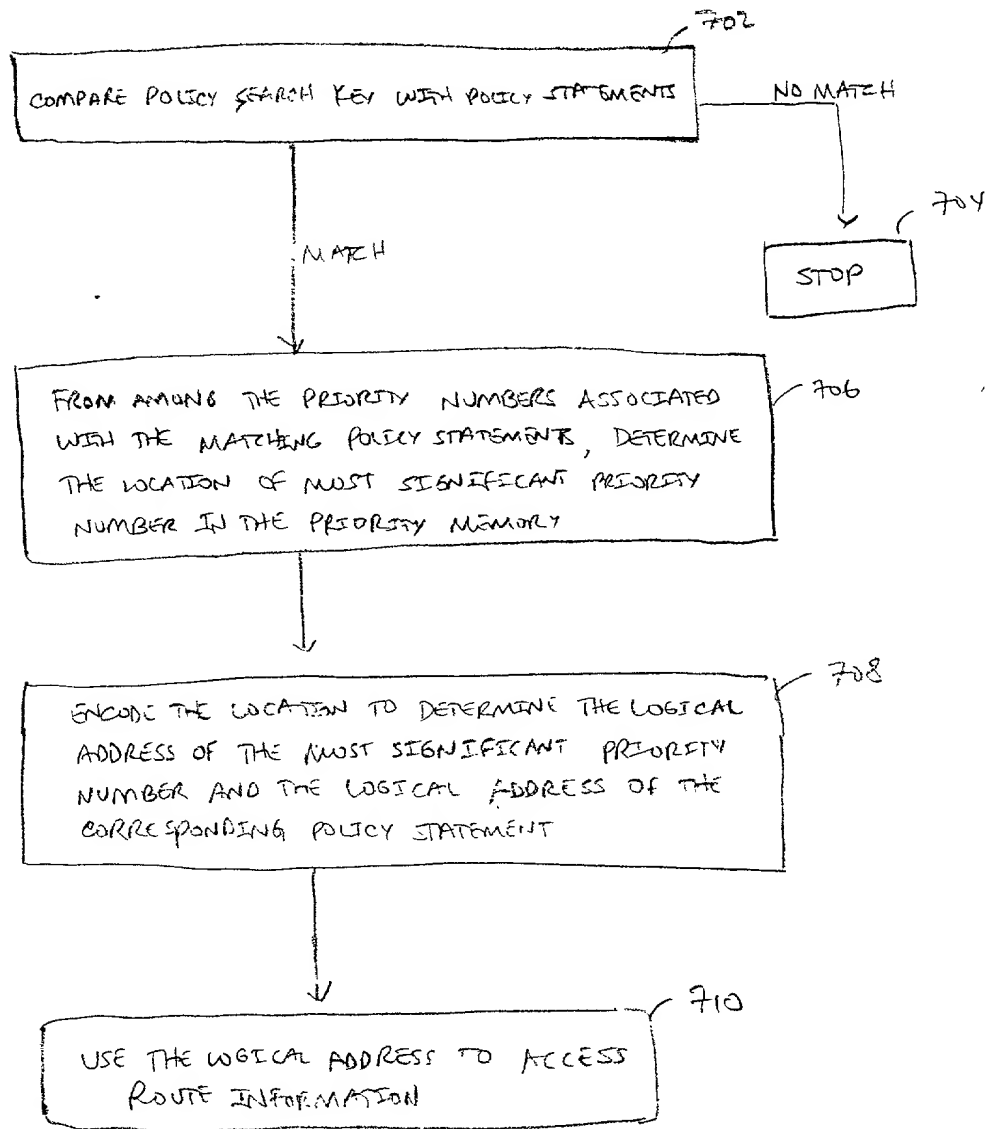 702
COMPARE POLICY SEARCH KEY WITH POLICY STATEMENTS
NO MATCH
704
STOP
MATCH
706
FROM AMONG THE PRIORITY NUMBERS ASSOCIATED
WITH THE MATCHING POLICY STATEMENTS, DETERMINE
THE LOCATION OF MOST SIGNIFICANT PRIORITY
NUMBER IN THE PRIORITY MEMORY
708
ENCODE THE LOCATION TO DETERMINE THE LOGICAL
ADDRESS OF THE MOST SIGNIFICANT PRIORITY
NUMBER AND THE LOGICAL ADDRESS OF THE
CORRESPONDING POLICY STATEMENT
710
USE THE LOGICAL ADDRESS TO ACCESS
ROUTE INFORMATION